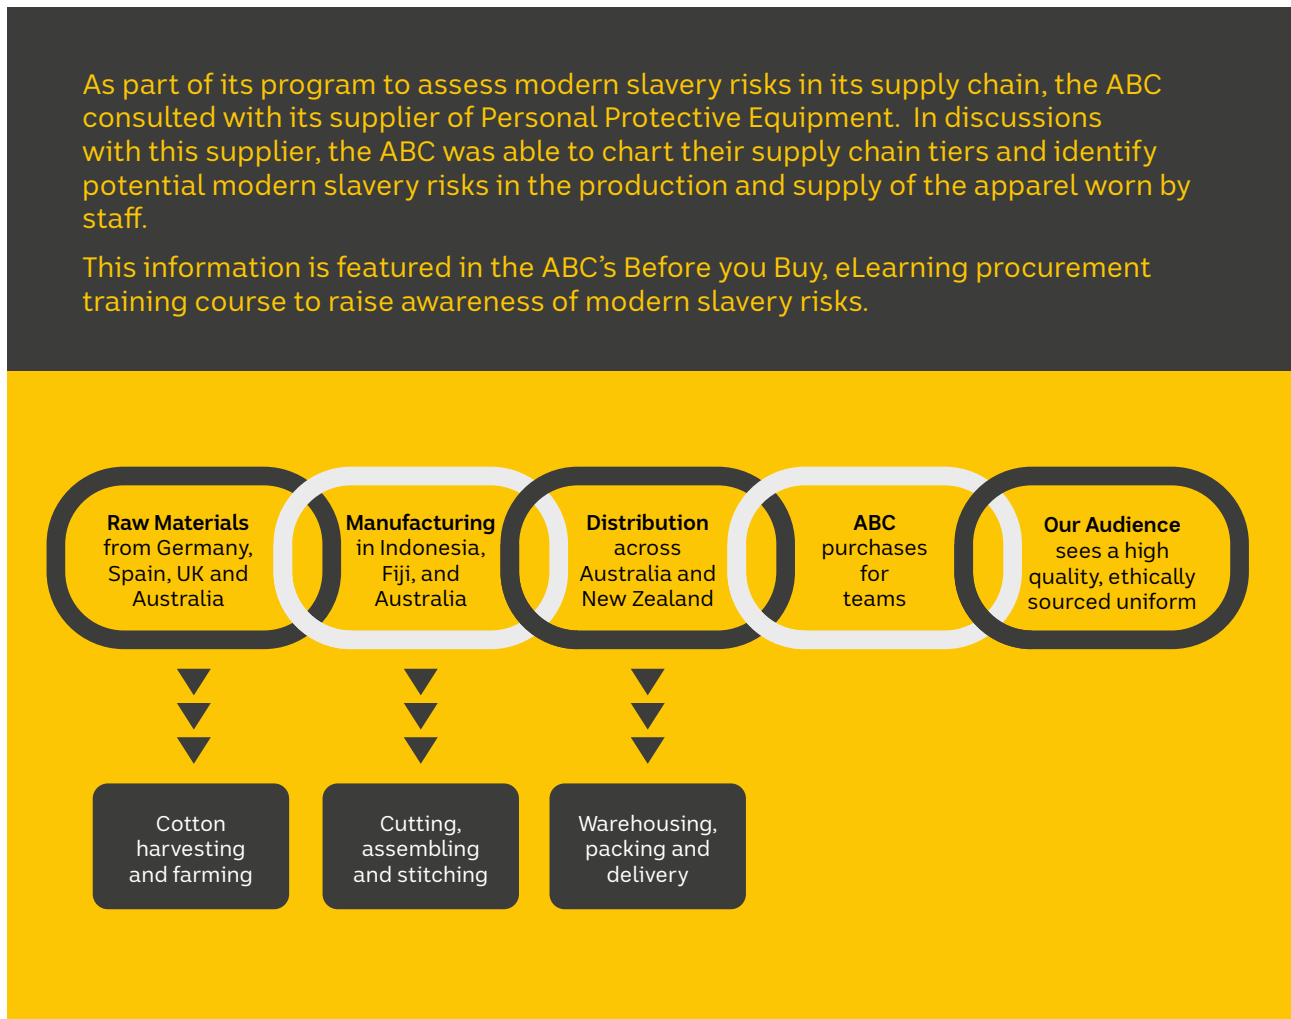 As part of its program to assess modern slavery risks in its supply chain, the ABC
consulted with its supplier of Personal Protective Equipment.  In discussions
with this supplier, the ABC was able to chart their supply chain tiers and identify
potential modern slavery risks in the production and supply of the apparel worn by
staff.
This information is featured in the ABC’s Before you Buy, eLearning procurement
training course to raise awareness of modern slavery risks.
Raw Materials
from Germany,
Spain, UK and
Australia
Manufacturing
in Indonesia,
Fiji, and
Australia
Distribution
across
Australia and
New Zealand
ABC
purchases
for
teams
Our Audience
sees a high
quality, ethically
sourced uniform
Cotton
harvesting
and farming
Cutting,
assembling
and stitching
Warehousing,
packing and
delivery